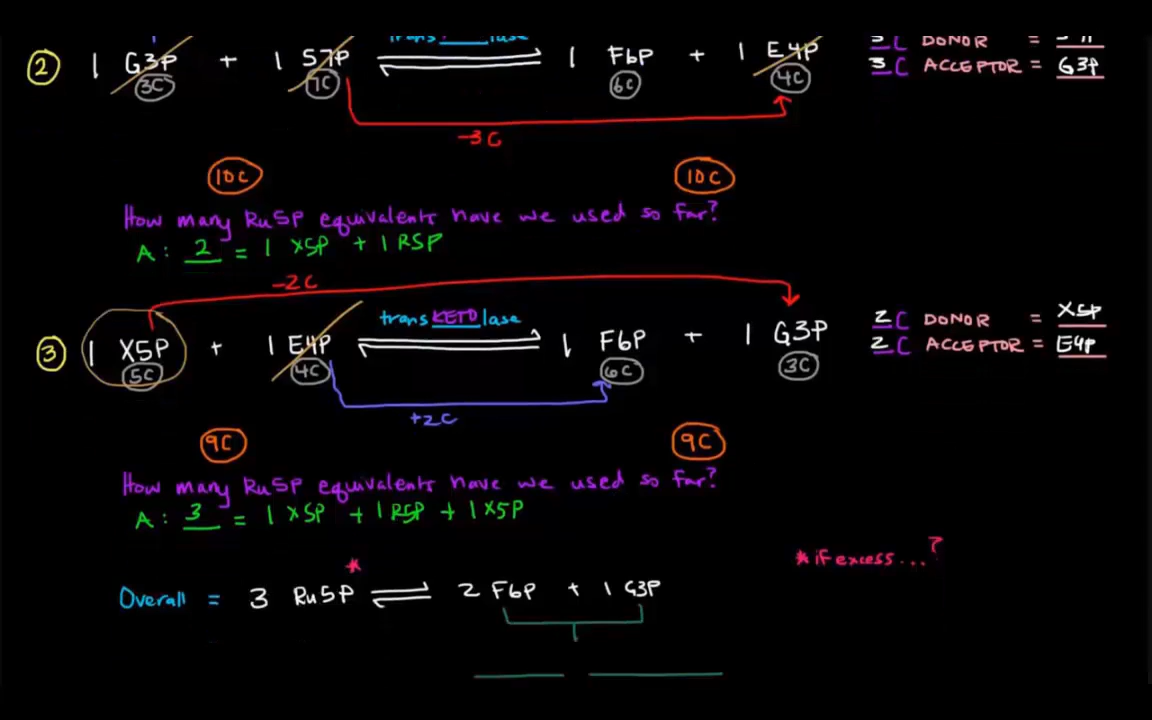 2 1 G3P + 1 S7P trans lase 1 F6P + 1 E4P C DONOR =
3C 7C 6C 4C 3 C ACCEPTOR = G3P
-3C
10C 10C
How many Ru5P equivalents have we used so far?
A: 2 = 1 X5P + 1 R5P
-2C
3 1 X5P + 1 E4P transKETOlase 1 F6P + 1 G3P 2C DONOR = X5P
5C 4C 6C 3C 2C ACCEPTOR = E4P
+2C
9C 9C
How many Ru5P equivalents have we used so far?
A: 3 = 1 X5P + 1 R5P + 1 X5P
*if excess...?
Overall = 3 Ru5P* 2 F6P + 1 G3P